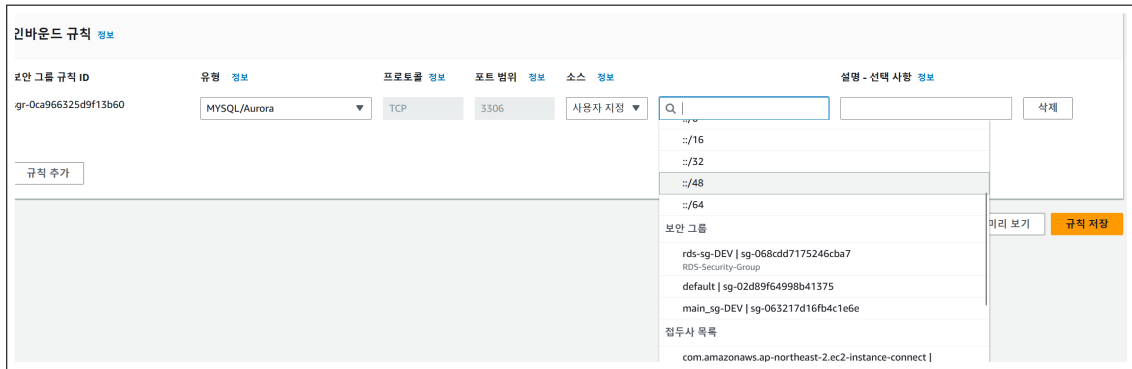 인바운드 규칙 정보
보안 그룹 규칙 ID 유형 정보 프로토콜 정보 포트 범위 정보 소스 정보 설명 - 선택 사항 정보
gr-0ca966325d9f13b60 MYSQL/Aurora TCP 3306 사용자 지정 삭제
::/16
::/32
규칙 추가
::/48
::/64
미리 보기 규칙 저장
보안 그룹
rds-sg-DEV | sg-068cdd7175246cba7
RDS-Security-Group
default | sg-02d89f64998b41375
main_sg-DEV | sg-063217d16fb4c1e6e
접두사 목록
com.amazonaws.ap-northeast-2.ec2-instance-connect |